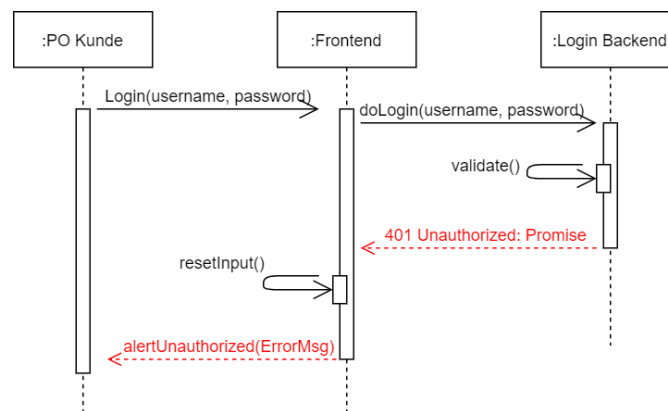 :PO Kunde
:Frontend
:Login Backend
Login(username, password)
doLogin(username, password)
validate()
401 Unauthorized: Promise
resetInput()
alertUnauthorized(ErrorMsg)